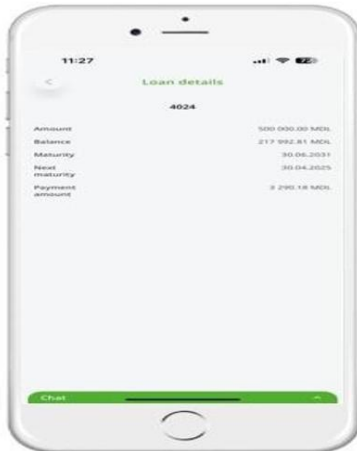 11:27
72
Loan details
4024
Amount 500 000.00 MDL
Balance 217 992.81 MDL
Maturity 30.06.2031
Next maturity 30.04.2025
Payment amount 3 290.18 MDL
Chat